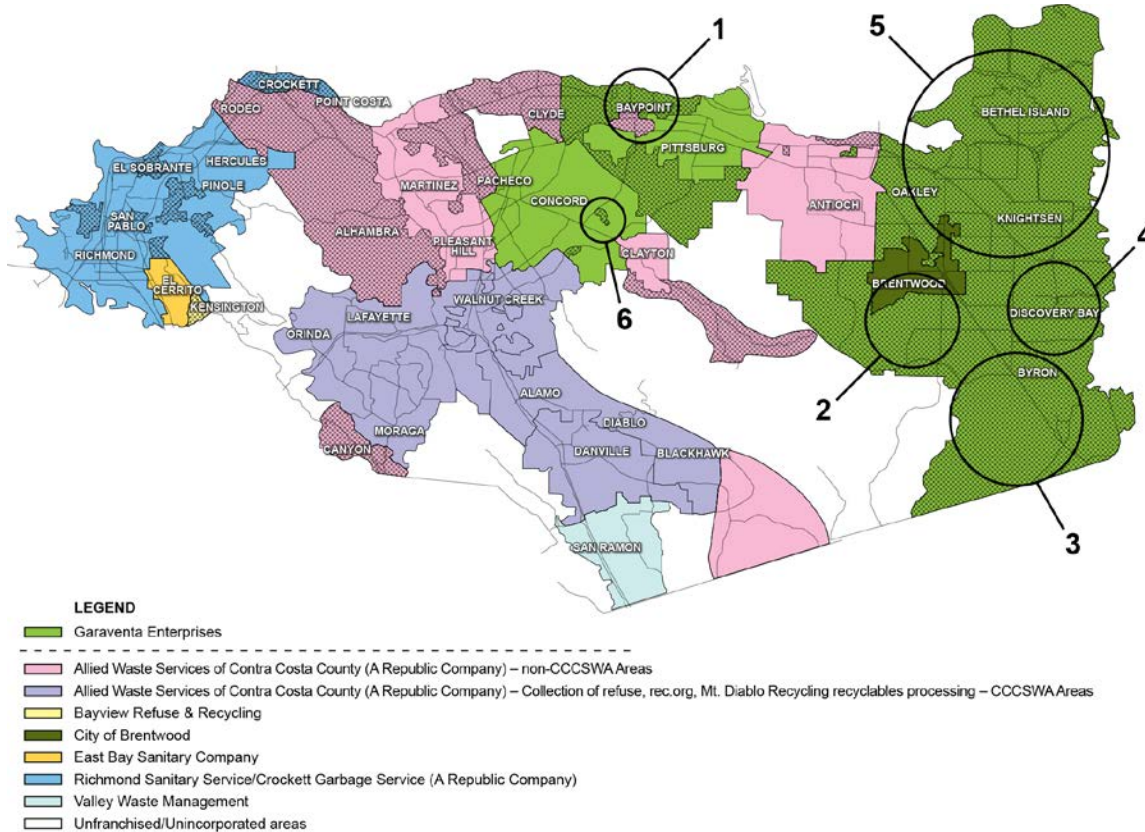 1
5
CROCKETT
POINT COSTA
RODEO
CLYDE
BAYPOINT
BETHEL ISLAND
PITTSBURG
EL SOBRANTE
HERCULES
PINOLE
MARTINEZ
PACHECO
CONCORD
OAKLEY
ANTIOCH
KNIGHTSEN
SAN
PABLO
ALHAMBRA
RICHMOND
PLEASANT
HILL
CLAYTON
4
EL
CERRITO
KENSINGTON
WALNUT CREEK
6
BRENTWOOD
DISCOVERY BAY
LAFAYETTE
ORINDA
BYRON
2
ALAMO
DIABLO
MORAGA
CANYON
DANVILLE
BLACKHAWK
3
SAN RAMON
LEGEND
Garaventa Enterprises
Allied Waste Services of Contra Costa County (A Republic Company) – non-CCCSWA Areas
Allied Waste Services of Contra Costa County (A Republic Company) – Collection of refuse, rec.org, Mt. Diablo Recycling recyclables processing – CCCSWA Areas
Bayview Refuse & Recycling
City of Brentwood
East Bay Sanitary Company
Richmond Sanitary Service/Crockett Garbage Service (A Republic Company)
Valley Waste Management
Unfranchised/Unincorporated areas